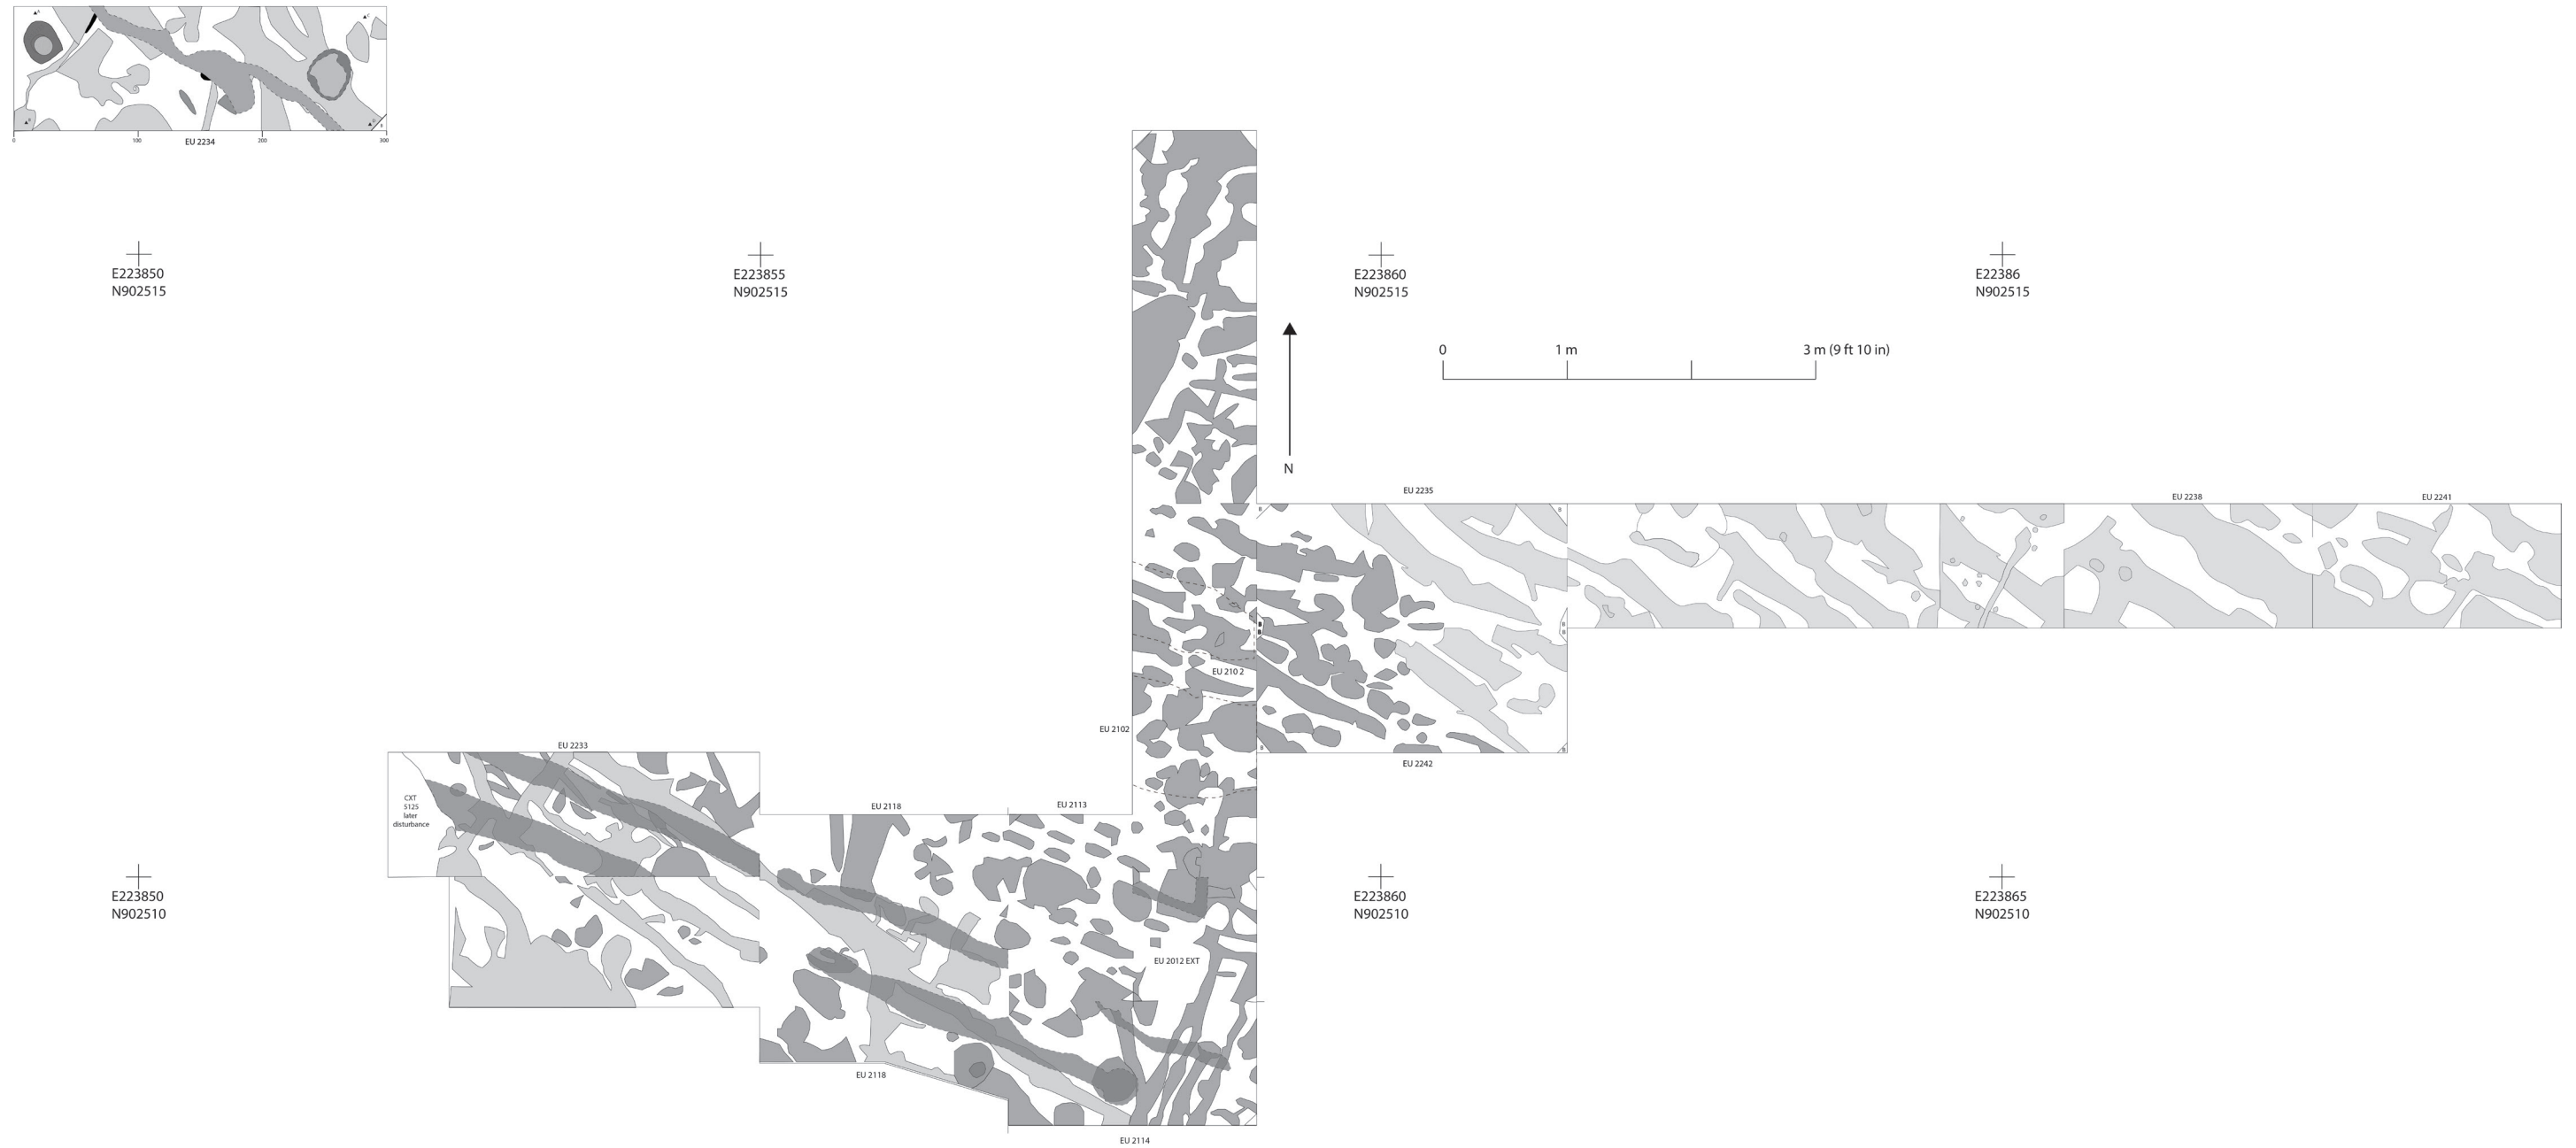 A
C
B
D
B
0
100
200
300
EU 2234
E223850
N902515
E223855
N902515
E223860
N902515
E22386
N902515
0
1 m
3 m (9 ft 10 in)
N
EU 2235
EU 2238
EU 2241
B
B
B
B
B
B
EU 210 2
EU 2102
B
B
EU 2233
EU 2242
CXT
5125
later
disturbance
EU 2118
EU 2113
E223850
N902510
E223860
N902510
E223865
N902510
EU 2012 EXT
EU 2118
EU 2114